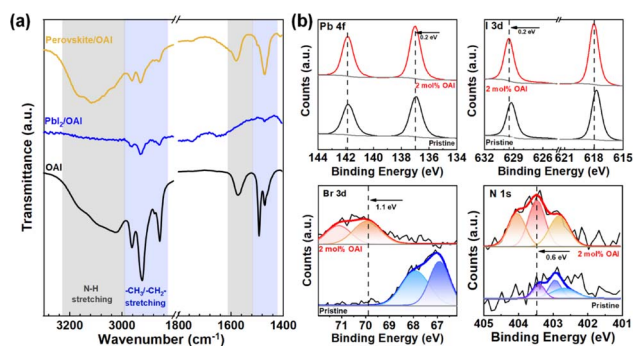 (a)
Perovskite/OAI
PbI2/OAI
OAI
N-H
stretching
-CH3/-CH2-
stretching
Transmittance (a.u.)
3200 2900 1600 1400
Wavenumber (cm-1)
(b)
Pb 4f
0.2 eV
2 mol% OAI
Pristine
Counts (a.u.)
144 142 140 138 136 134
Binding Energy (eV)
I 3d
0.2 eV
2 mol% OAI
Pristine
Counts (a.u.)
632 629 626 621 618 615
Binding Energy (eV)
Br 3d
1.1 eV
2 mol% OAI
Pristine
Counts (a.u.)
71 70 69 68 67
Binding Energy (eV)
N 1s
0.6 eV
2 mol% OAI
Pristine
Counts (a.u.)
405 404 403 402 401
Binding Energy (eV)